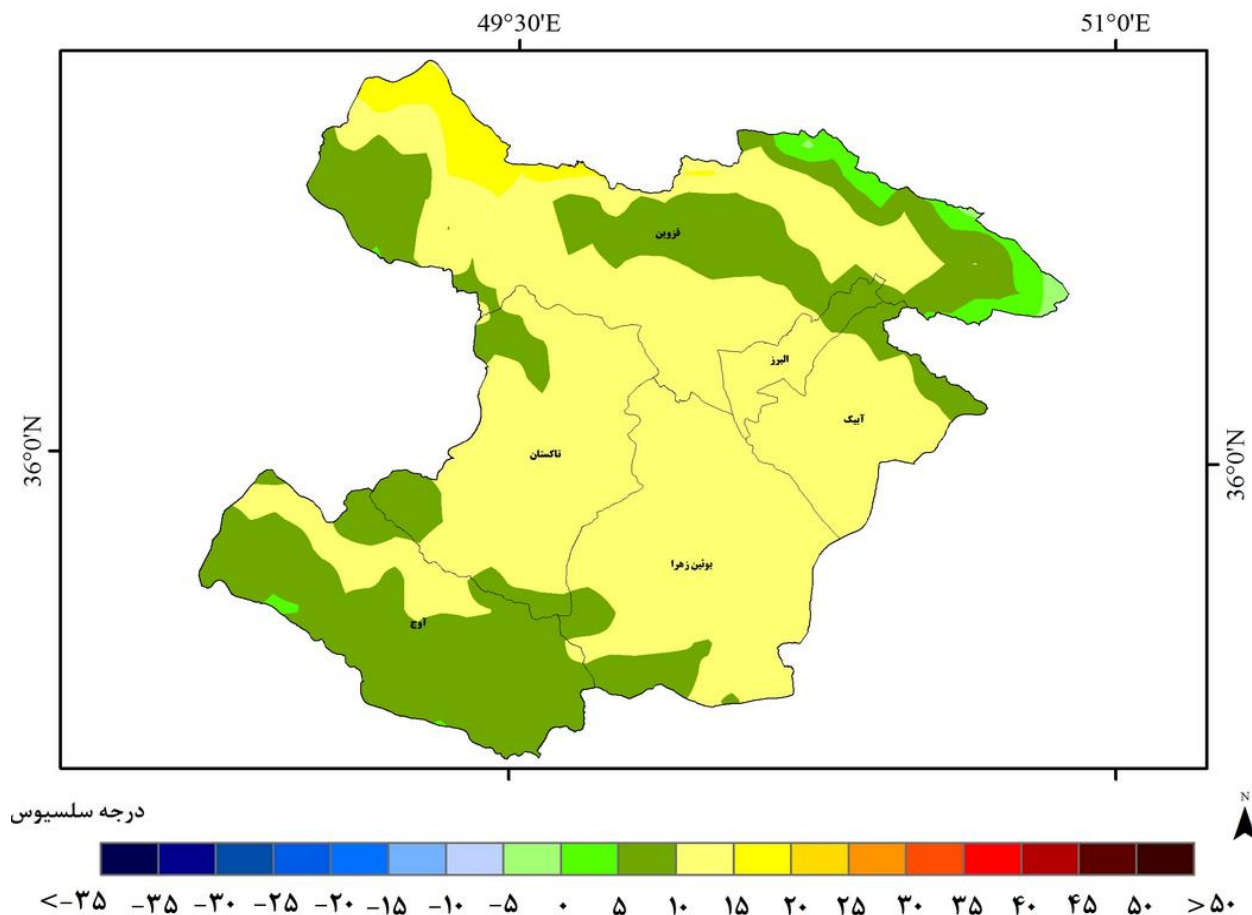 49°30'E 51°0'E
قزوین
البرز
آبیک
36°0'N 36°0'N
تاکستان
بوئین زهرا
آوج
درجه سلسیوس
N
<-۳۵ -۳۵ -۳۰ -۲۵ -۲۰ -۱۵ -۱۰ -۵ ۰ ۵ ۱۰ ۱۵ ۲۰ ۲۵ ۳۰ ۳۵ ۴۰ ۴۵ ۵۰ >۵۰